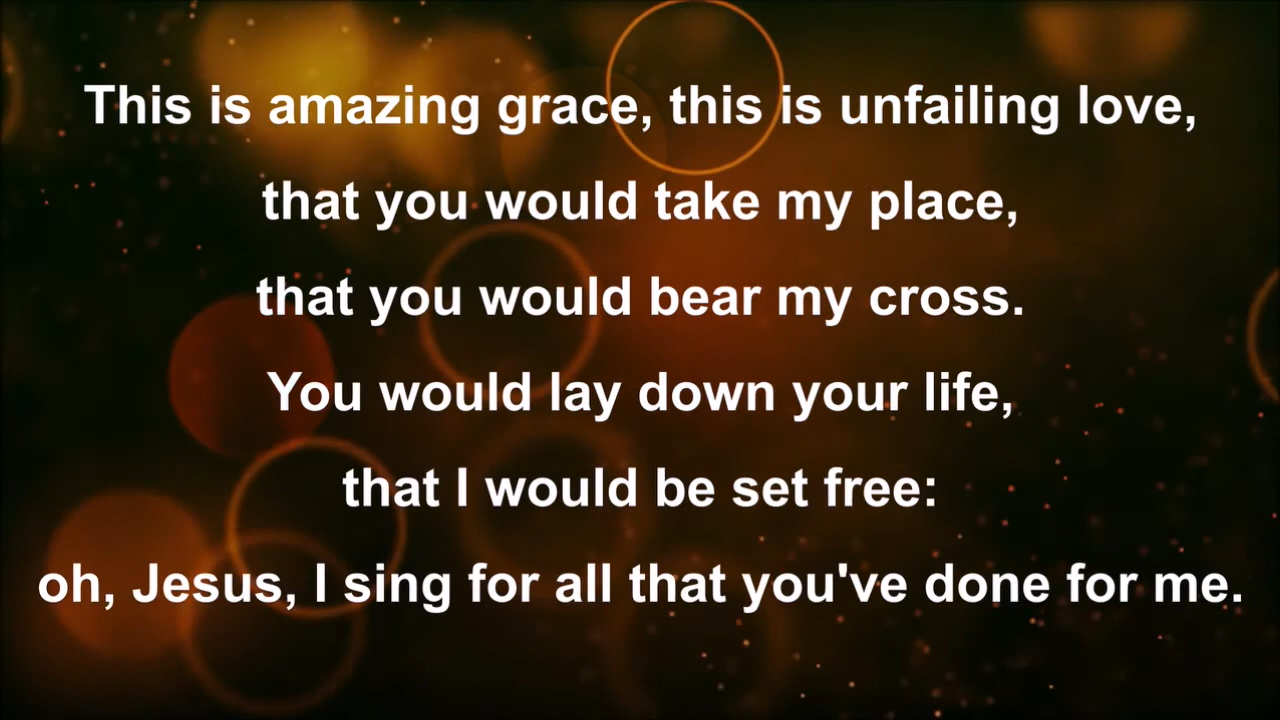 This is amazing grace, this is unfailing love,
that you would take my place,
that you would bear my cross.
You would lay down your life,
that I would be set free:
oh, Jesus, I sing for all that you've done for me.